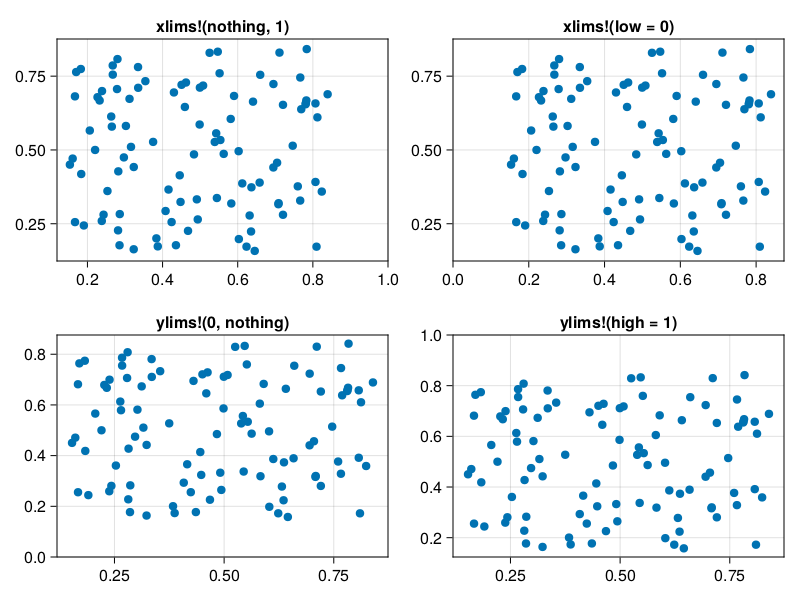 xlims!(nothing, 1)
0.75
0.50
0.25
0.2 0.4 0.6 0.8 1.0
xlims!(low = 0)
0.75
0.50
0.25
0.0 0.2 0.4 0.6 0.8
ylims!(0, nothing)
0.8
0.6
0.4
0.2
0.0
0.25 0.50 0.75
ylims!(high = 1)
1.0
0.8
0.6
0.4
0.2
0.25 0.50 0.75